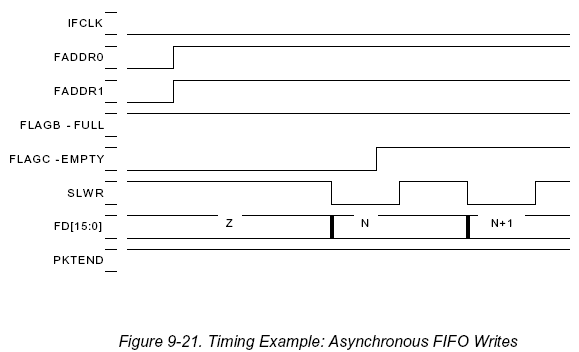 IFCLK
FADDR0
FADDR1
FLAGB - FULL
FLAGC - EMPTY
SLWR
FD[15:0] Z N N+1
PKTEND
Figure 9-21. Timing Example: Asynchronous FIFO Writes